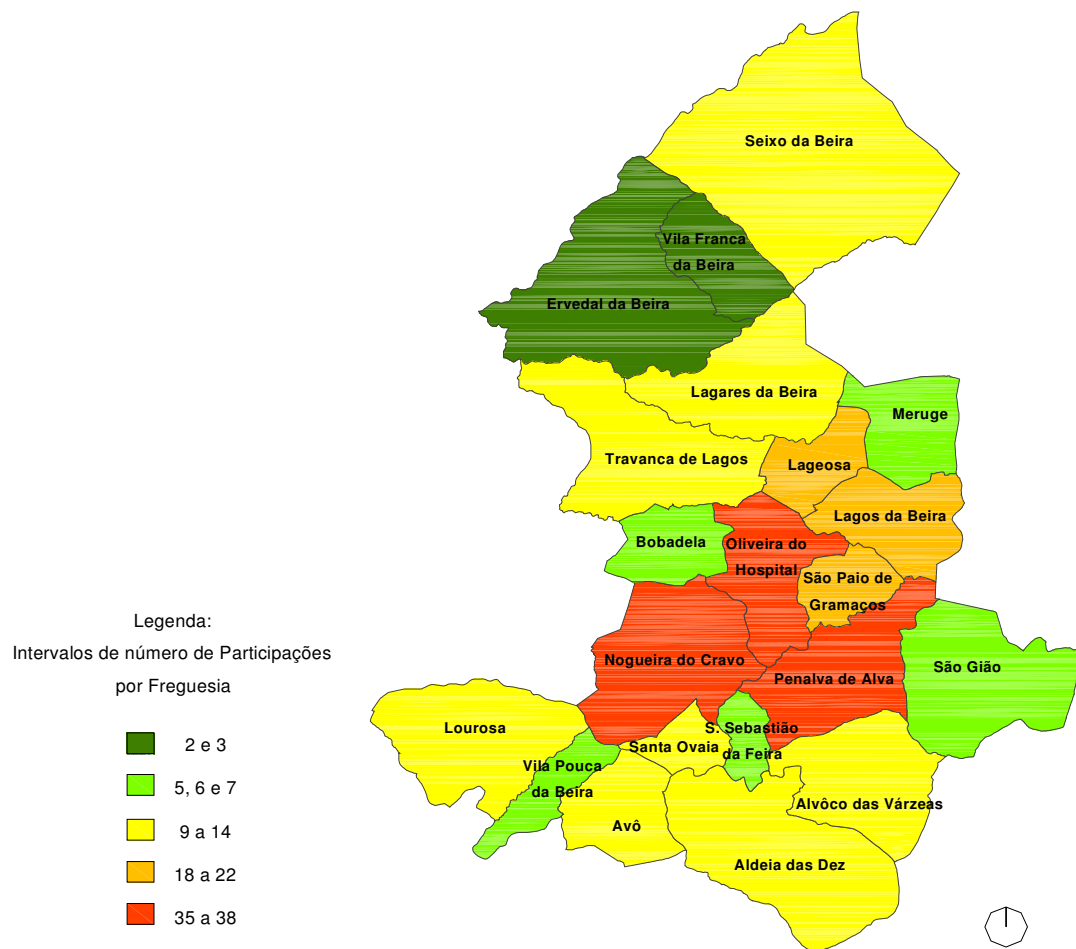 Seixo da Beira
Vila Franca
da Beira
Ervedal da Beira
Lagares da Beira
Meruge
Travanca de Lagos
Lageosa
Lagos da Beira
Bobadela
Oliveira do
Hospital
São Paio de
Gramaços
Nogueira do Cravo
Penalva de Alva
São Gião
Lourosa
S. Sebastião
da Feira
Santa Ovaia
Vila Pouca
da Beira
Alvôco das Várzeas
Avô
Aldeia das Dez
Legenda:
Intervalos de número de Participações
por Freguesia
2 e 3
5, 6 e 7
9 a 14
18 a 22
35 a 38